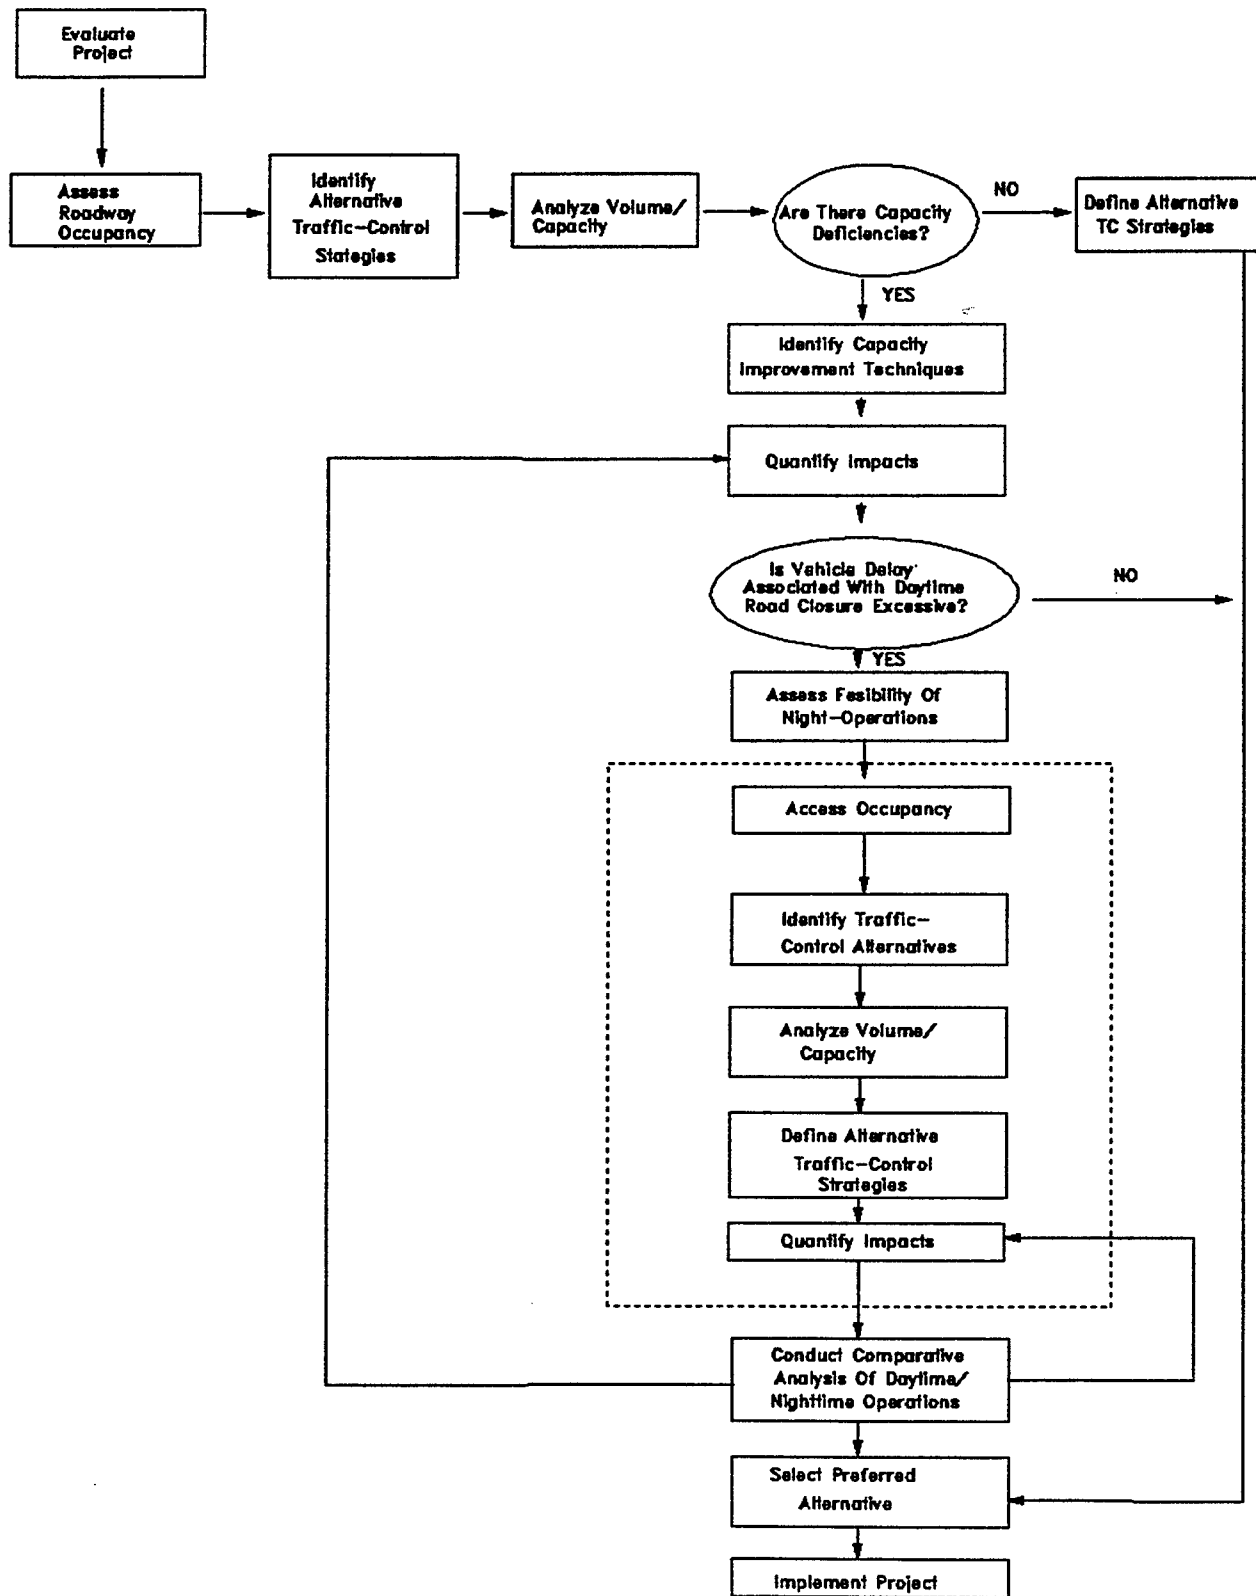 Evaluate
Project
Assess
Roadway
Occupancy
Identify
Alternative
Traffic-Control
Stategies
Analyze Volume/
Capacity
Are There Capacity
Deficiencies?
NO
Define Alternative
TC Strategies
YES
Identify Capacity
Improvement Techniques
Quantify Impacts
Is Vehicle Delay
Associated With Daytime
Road Closure Excessive?
NO
YES
Assess Fesibility Of
Night-Operations
Access Occupancy
Identify Traffic-
Control Alternatives
Analyze Volume/
Capacity
Define Alternative
Traffic-Control
Strategies
Quantify Impacts
Conduct Comparative
Analysis Of Daytime/
Nighttime Operations
Select Preferred
Alternative
Implement Project